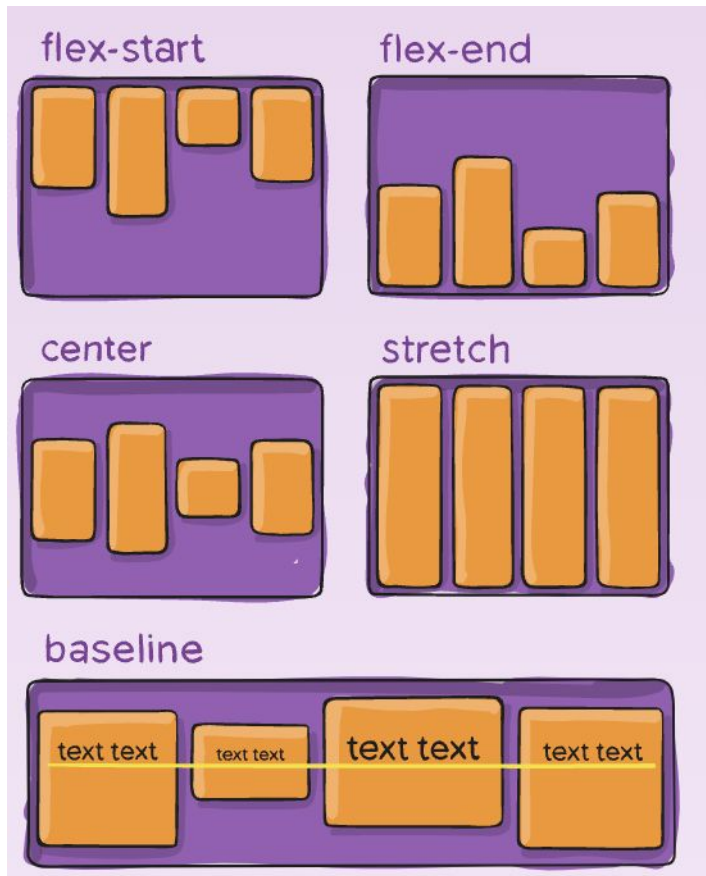 flex-start
flex-end
center
stretch
baseline
text text
text text
text text
text text